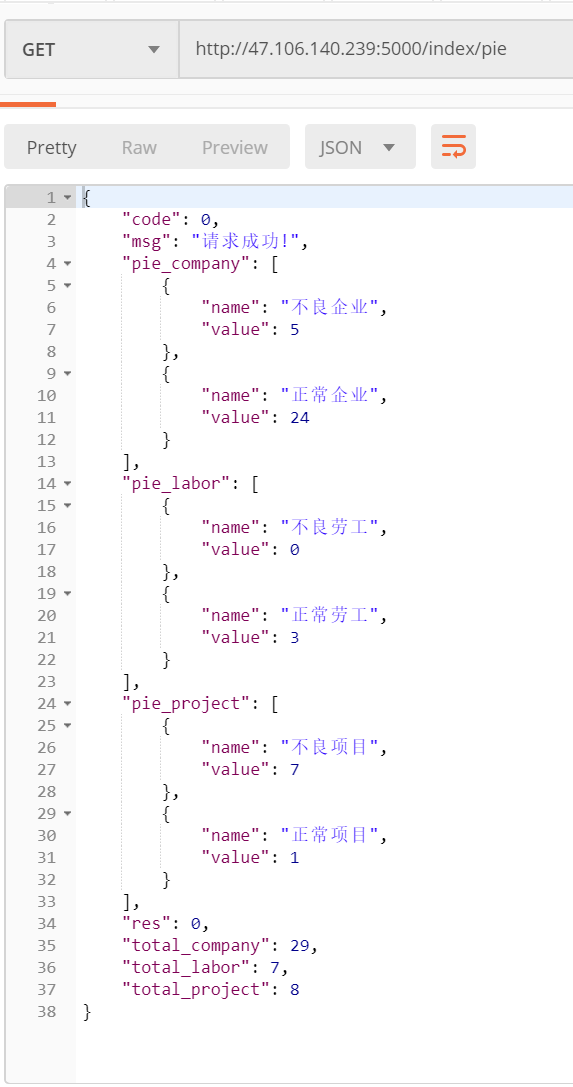 GET http://47.106.140.239:5000/index/pie
Pretty Raw Preview JSON
1 {
2 "code": 0,
3 "msg": "请求成功!",
4 "pie_company": [
5 {
6 "name": "不良企业",
7 "value": 5
8 },
9 {
10 "name": "正常企业",
11 "value": 24
12 }
13 ],
14 "pie_labor": [
15 {
16 "name": "不良劳工",
17 "value": 0
18 },
19 {
20 "name": "正常劳工",
21 "value": 3
22 }
23 ],
24 "pie_project": [
25 {
26 "name": "不良项目",
27 "value": 7
28 },
29 {
30 "name": "正常项目",
31 "value": 1
32 }
33 ],
34 "res": 0,
35 "total_company": 29,
36 "total_labor": 7,
37 "total_project": 8
38 }